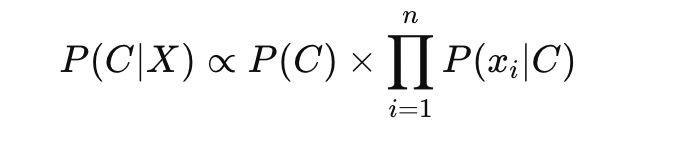 P(C|X) ∝ P(C) × ∏_{i=1}^{n} P(x_i|C)